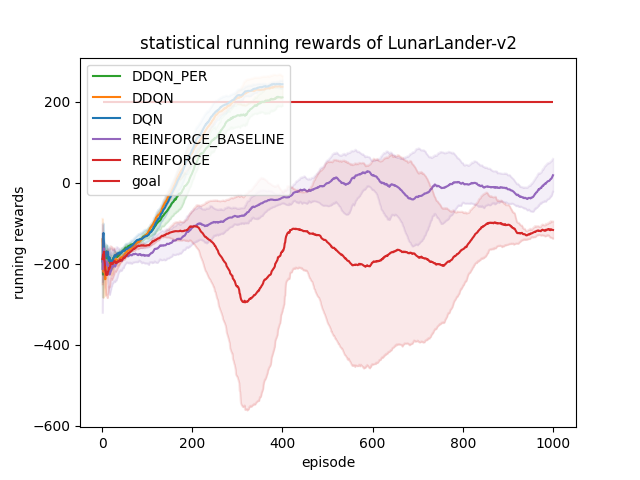 statistical running rewards of LunarLander-v2
DDQN_PER
DDQN
DQN
REINFORCE_BASELINE
REINFORCE
goal
200
0
−200
−400
−600
running rewards
0 200 400 600 800 1000
episode